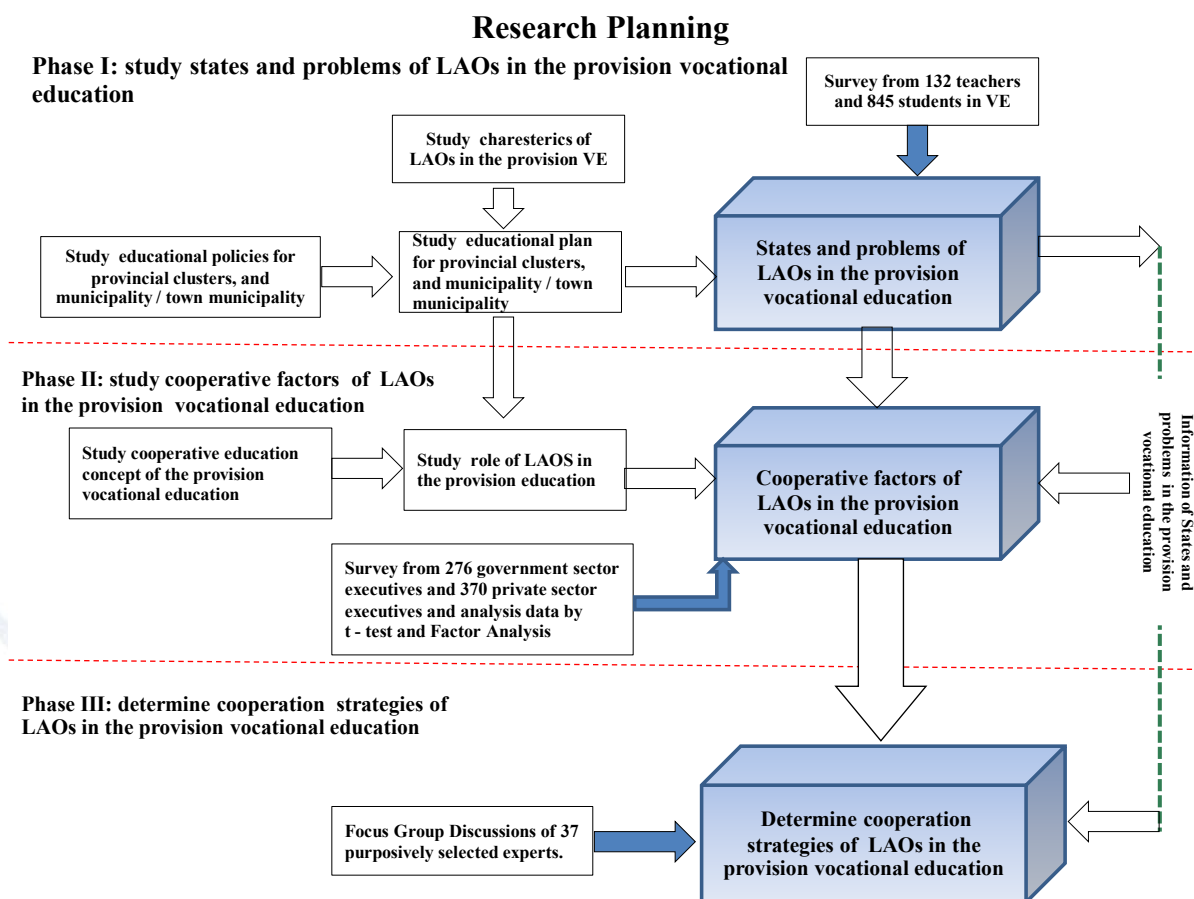 Research Planning
Phase I: study states and problems of LAOs in the provision vocational
education
Survey from 132 teachers
and 845 students in VE
Study charesterics of
LAOs in the provision VE
Study educational policies for
provincial clusters, and
municipality / town municipality
Study educational plan
for provincial clusters,
and municipality / town
municipality
States and problems of
LAOs in the provision
vocational education
Phase II: study cooperative factors of LAOs
in the provision vocational education
Study cooperative education
concept of the provision
vocational education
Study role of LAOS in
the provision education
Cooperative factors of
LAOs in the provision
vocational education
Information of States and
problems in the provision
vocational education
Survey from 276 government sector
executives and 370 private sector
executives and analysis data by
t - test and Factor Analysis
Phase III: determine cooperation strategies of
LAOs in the provision vocational education
Focus Group Discussions of 37
purposively selected experts.
Determine cooperation
strategies of LAOs in the
provision vocational education